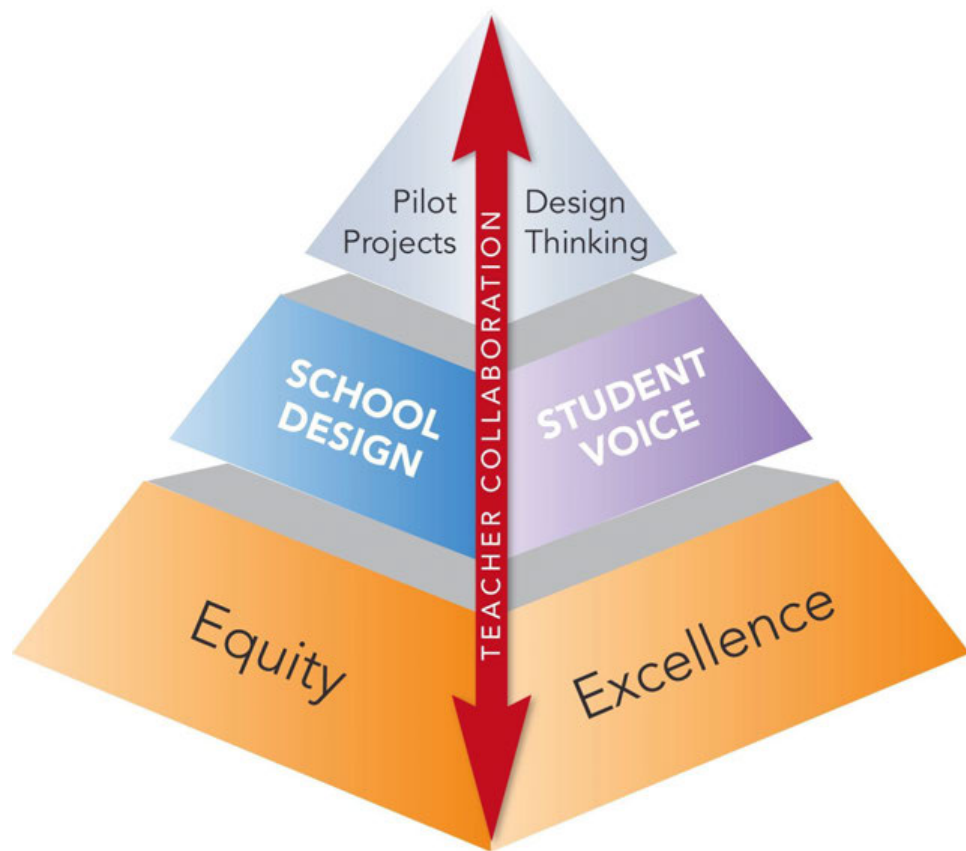 Pilot
Projects
Design
Thinking
SCHOOL
DESIGN
STUDENT
VOICE
TEACHER COLLABORATION
Equity
Excellence